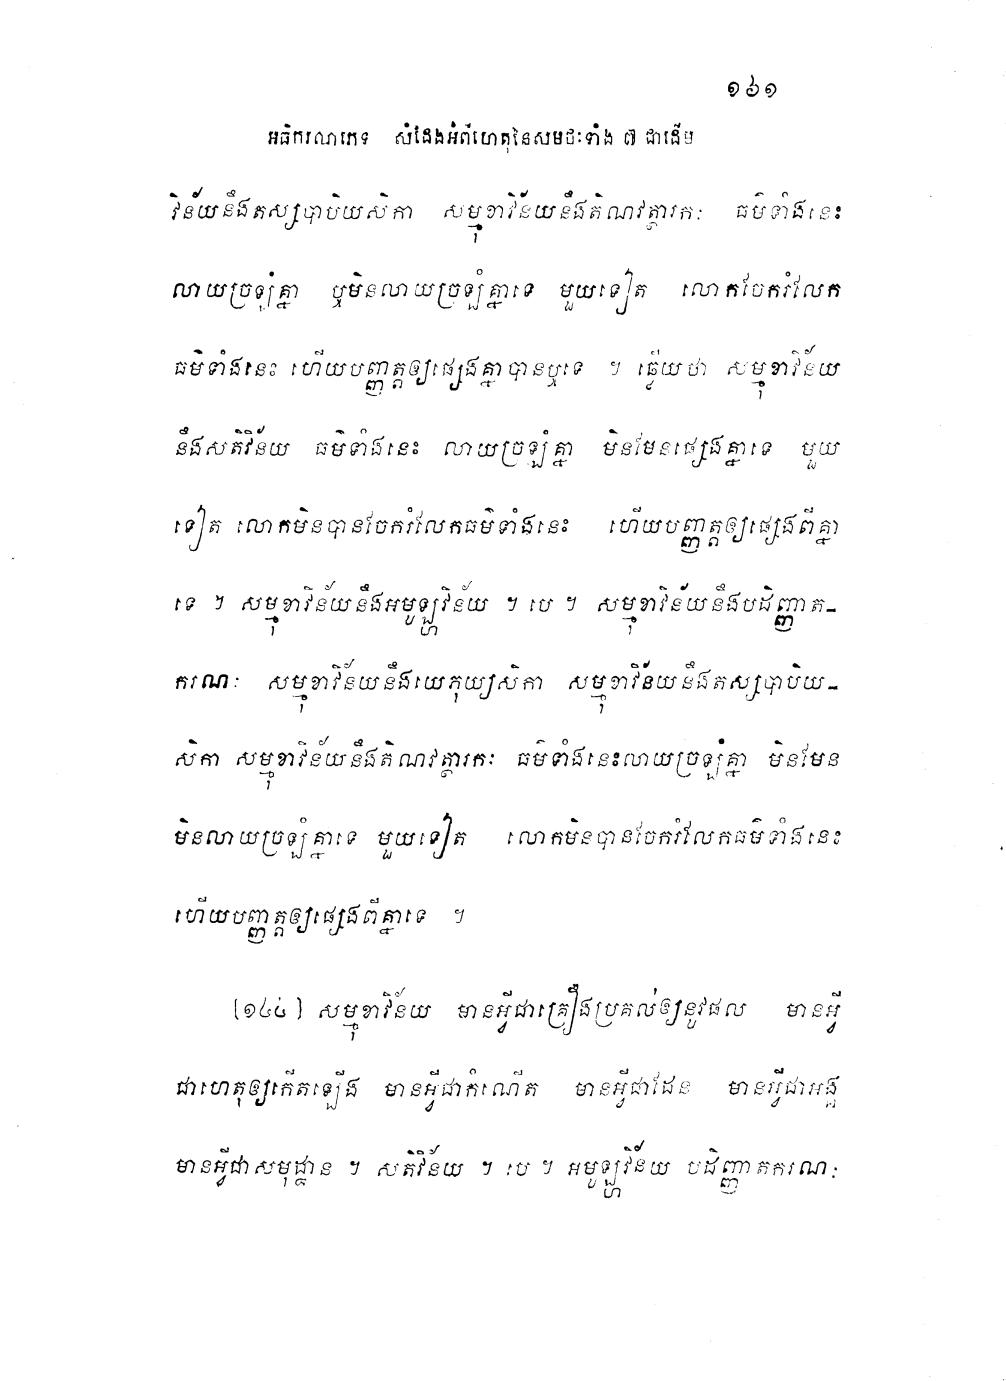 ១៦១
អធិករណភេទ សំដែងអំពីហេតុនៃសមថៈទាំង ៧ ជាដើម
វិន័យនឹងតស្សបាបិយសិកា សម្មុខាវិន័យនឹងតិណវត្ថារកៈ ធម៌ទាំងនេះ
លាយច្រឡំគ្នា ឬមិនលាយច្រឡំគ្នាទេ មួយទៀត លោកចែករំលែក
ធម៌ទាំងនេះ ហើយបញ្ញត្តឲ្យផ្សេងគ្នាបានឬទេ ។ ឆ្លើយថា សម្មុខាវិន័យ
នឹងសតិវិន័យ ធម៌ទាំងនេះ លាយច្រឡំគ្នា មិនមែនផ្សេងគ្នាទេ មួយ
ទៀត លោកមិនបានចែករំលែកធម៌ទាំងនេះ ហើយបញ្ញត្តឲ្យផ្សេងពីគ្នា
ទេ ។ សម្មុខាវិន័យនឹងអមូឡ្ហវិន័យ ។ បេ ។ សម្មុខាវិន័យនឹងបដិញ្ញាត-
ករណៈ សម្មុខាវិន័យនឹងយេភុយ្យសិកា សម្មុខាវិន័យនឹងតស្សបាបិយ-
សិកា សម្មុខាវិន័យនឹងតិណវត្ថារកៈ ធម៌ទាំងនេះលាយច្រឡំគ្នា មិនមែន
មិនលាយច្រឡំគ្នាទេ មួយទៀត លោកមិនបានចែករំលែកធម៌ទាំងនេះ
ហើយបញ្ញត្តឲ្យផ្សេងពីគ្នាទេ ។
[១៤៤] សម្មុខាវិន័យ មានអ្វីជាគ្រឿងប្រគល់ឲ្យនូវផល មានអ្វី
ជាហេតុឲ្យកើតឡើង មានអ្វីជាកំណើត មានអ្វីជាដែន មានអ្វីជាអង្គ
មានអ្វីជាសមុដ្ឋាន ។ សតិវិន័យ ។ បេ ។ អមូឡ្ហវិន័យ បដិញ្ញាតករណៈ